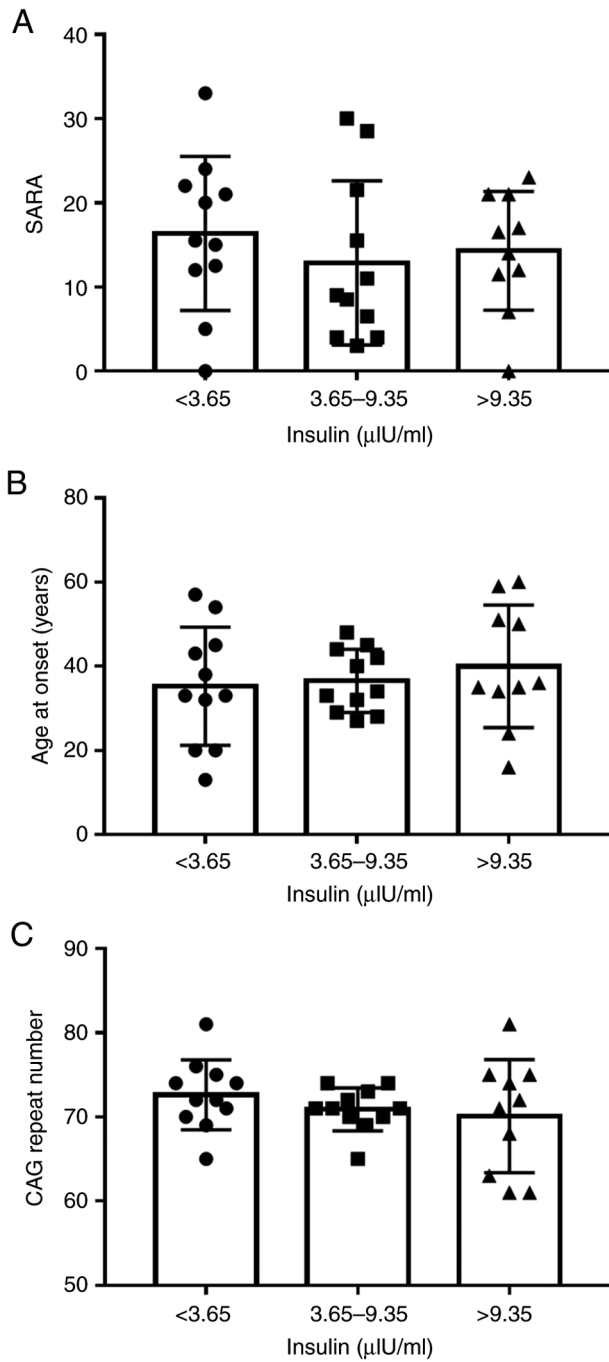 A
40
30
20
10
0
SARA
<3.65
3.65–9.35
>9.35
Insulin (μIU/ml)
B
80
60
40
20
0
Age at onset (years)
<3.65
3.65–9.35
>9.35
Insulin (μIU/ml)
C
90
80
70
60
50
CAG repeat number
<3.65
3.65–9.35
>9.35
Insulin (μIU/ml)